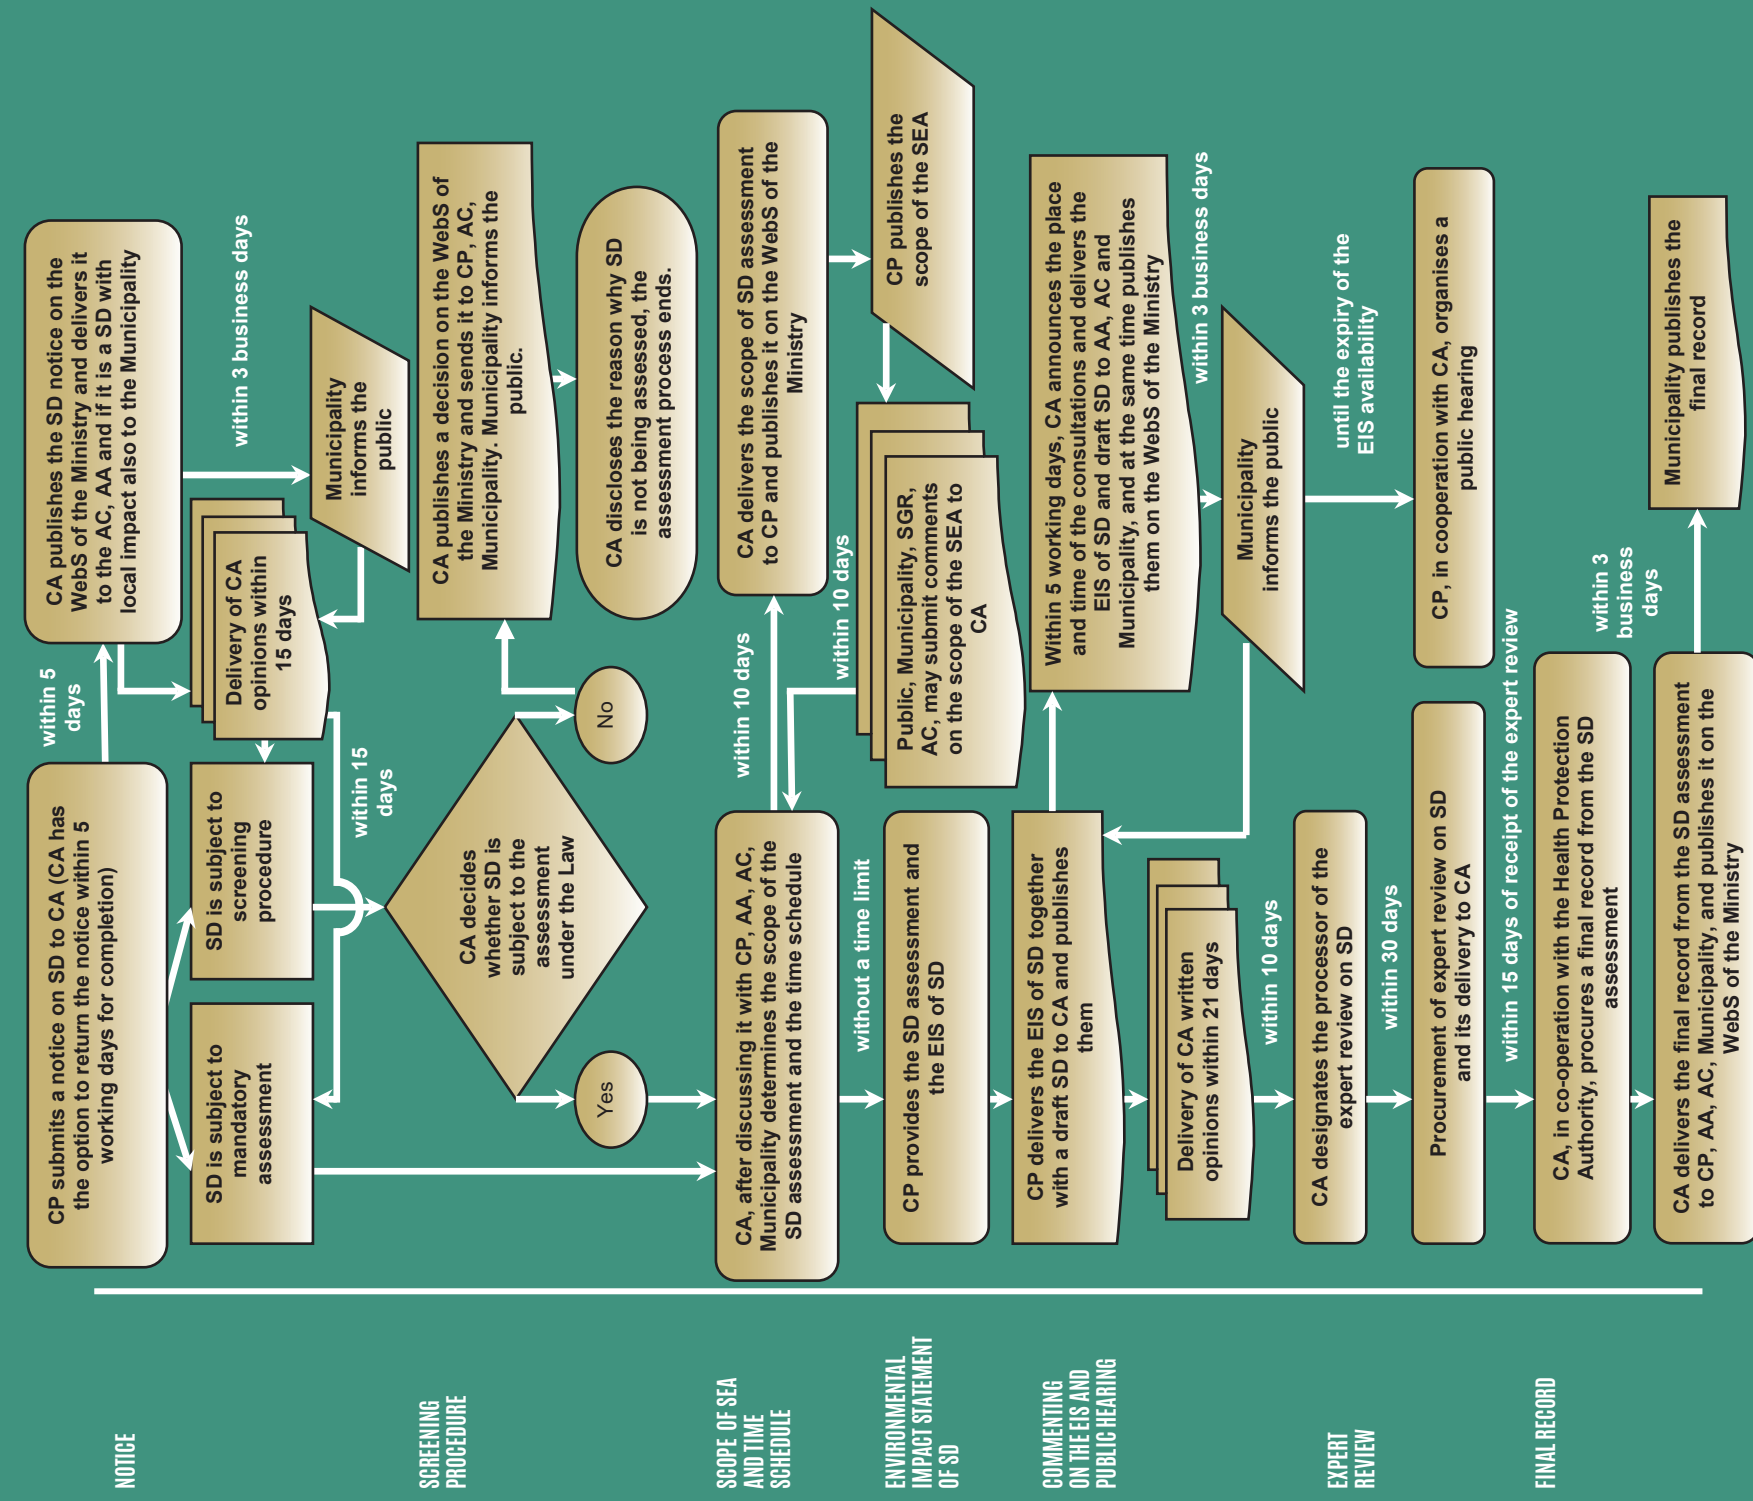 NOTICE
CP submits a notice on SD to CA (CA has
the option to return the notice within 5
working days for completion)
within 5
days
CA publishes the SD notice on the
WebS of the Ministry and delivers it
to the AC, AA and if it is a SD with
local impact also to the Municipality
within 3 business days
SD is subject to
mandatory
assessment
SD is subject to
screening
procedure
Delivery of CA
opinions within
15 days
Municipality
informs the
public
within 15
days
SCREENING
PROCEDURE
CA decides
whether SD is
subject to the
assessment
under the Law
Yes
No
CA publishes a decision on the WebS of
the Ministry and sends it to CP, AC,
Municipality. Municipality informs the
public.
CA discloses the reason why SD
is not being assessed, the
assessment process ends.
SCOPE OF SEA
AND TIME
SCHEDULE
CA, after discussing it with CP, AA, AC,
Municipality determines the scope of the
SD assessment and the time schedule
within 10 days
CA delivers the scope of SD assessment
to CP and publishes it on the WebS of the
Ministry
within 10 days
CP publishes the
scope of the SEA
Public, Municipality, SGR,
AC, may submit comments
on the scope of the SEA to
CA
without a time limit
ENVIRONMENTAL
IMPACT STATEMENT
OF SD
CP provides the SD assessment and
the EIS of SD
COMMENTING
ON THE EIS AND
PUBLIC HEARING
CP delivers the EIS of SD together
with a draft SD to CA and publishes
them
Within 5 working days, CA announces the place
and time of the consultations and delivers the
EIS of SD and draft SD to AA, AC and
Municipality, and at the same time publishes
them on the WebS of the Ministry
within 3 business days
Delivery of CA written
opinions within 21 days
Municipality
informs the public
within 10 days
until the expiry of the
EIS availability
EXPERT
REVIEW
CA designates the processor of the
expert review on SD
within 30 days
Procurement of expert review on SD
and its delivery to CA
CP, in cooperation with CA, organises a
public hearing
within 15 days of receipt of the expert review
FINAL RECORD
CA, in co-operation with the Health Protection
Authority, procures a final record from the SD
assessment
within 3
business
days
CA delivers the final record from the SD assessment
to CP, AA, AC, Municipality, and publishes it on the
WebS of the Ministry
Municipality publishes the
final record